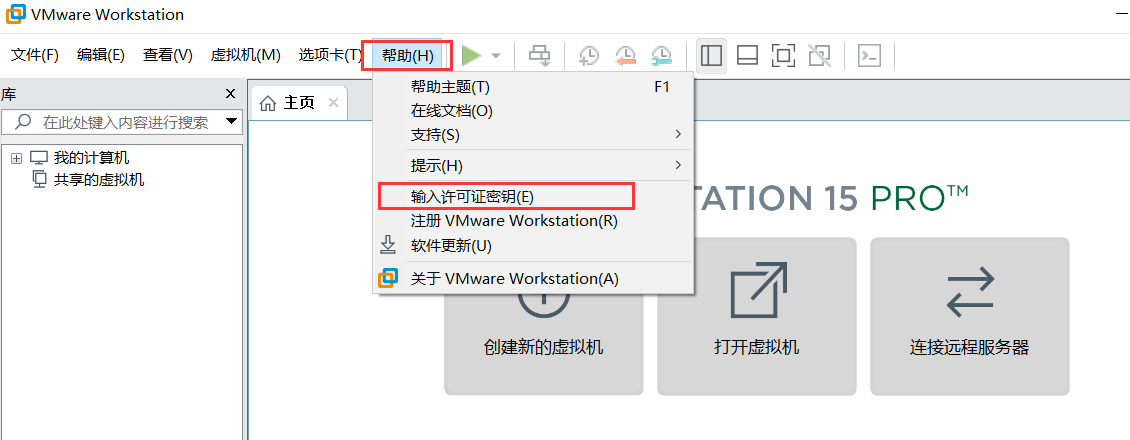 VMware Workstation
文件(F) 编辑(E) 查看(V) 虚拟机(M) 选项卡(T) 帮助(H)
库
在此处键入内容进行搜索
我的计算机
共享的虚拟机
主页
帮助主题(T) F1
在线文档(O)
支持(S)
提示(H)
输入许可证密钥(E)
注册 VMware Workstation(R)
软件更新(U)
关于 VMware Workstation(A)
TATION 15 PRO™
创建新的虚拟机 打开虚拟机 连接远程服务器